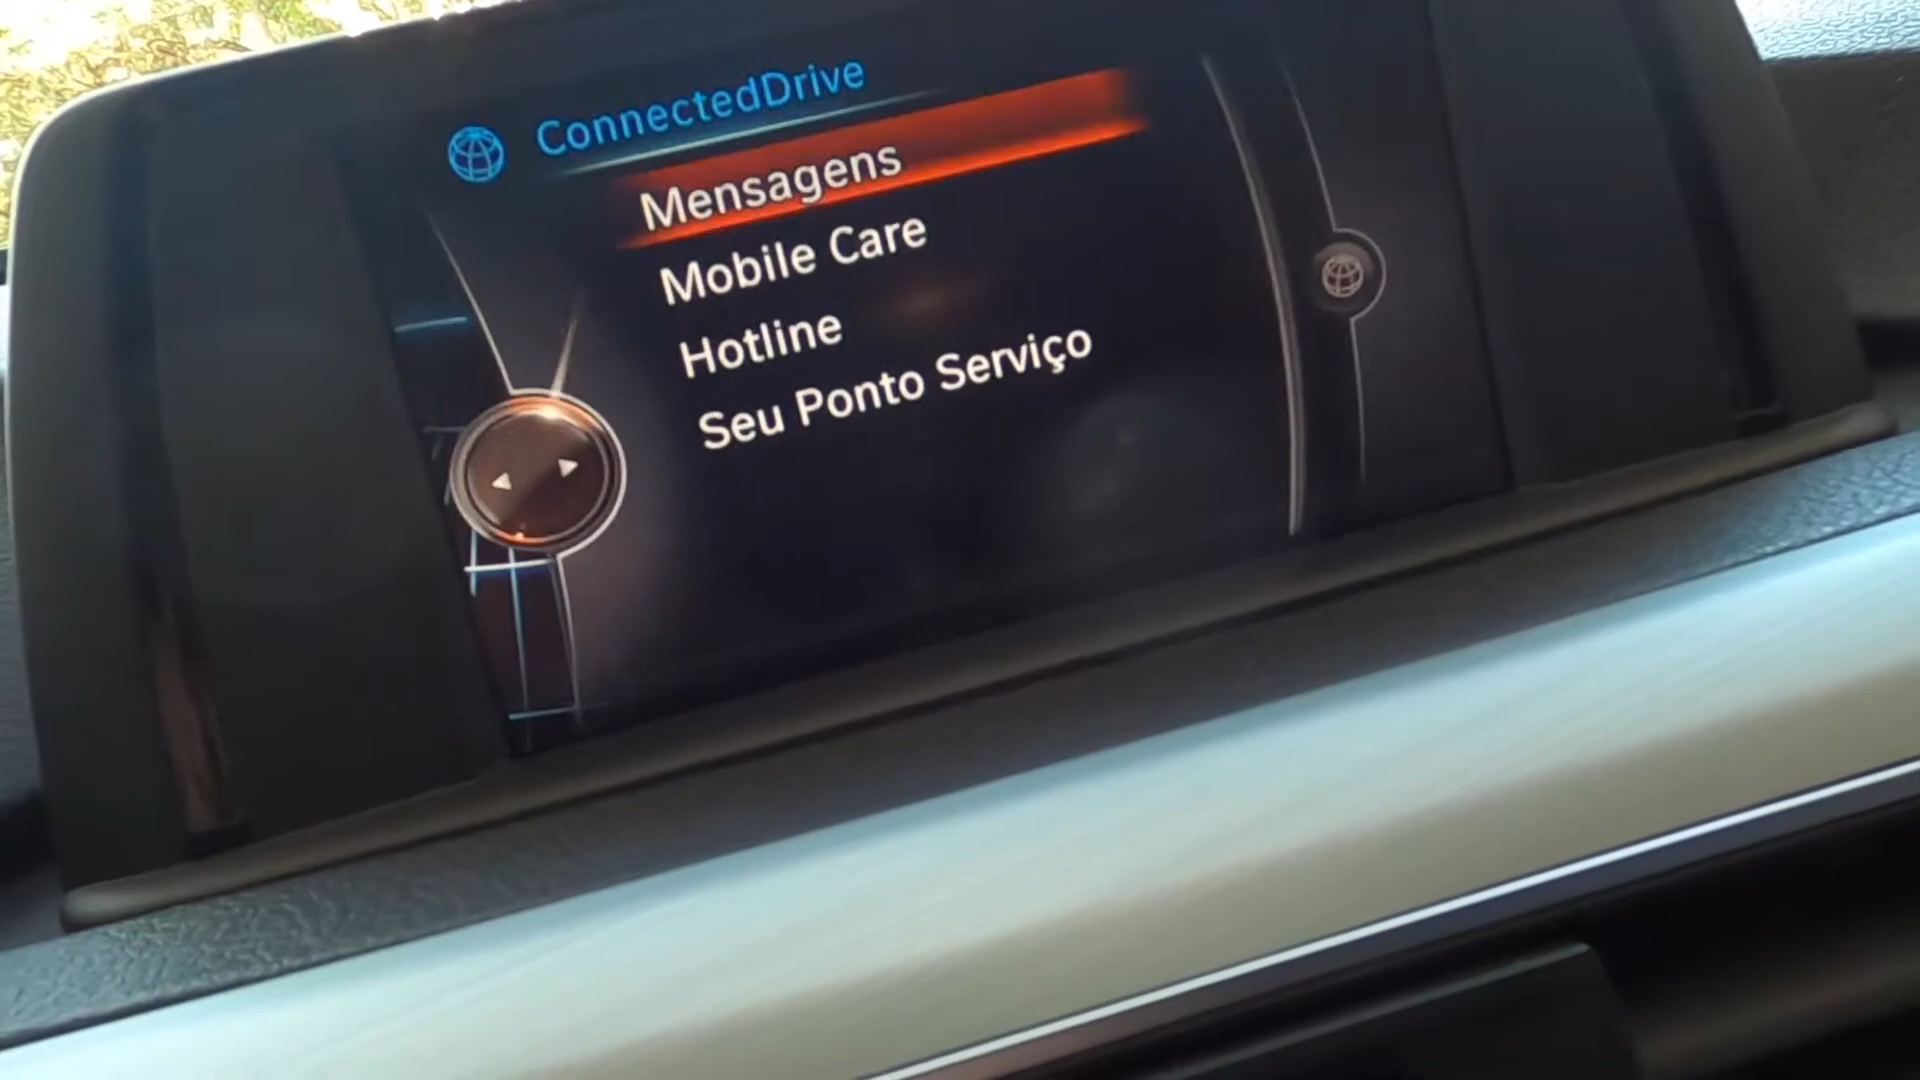 ConnectedDrive
Mensagens
Mobile Care
Hotline
Seu Ponto Serviço